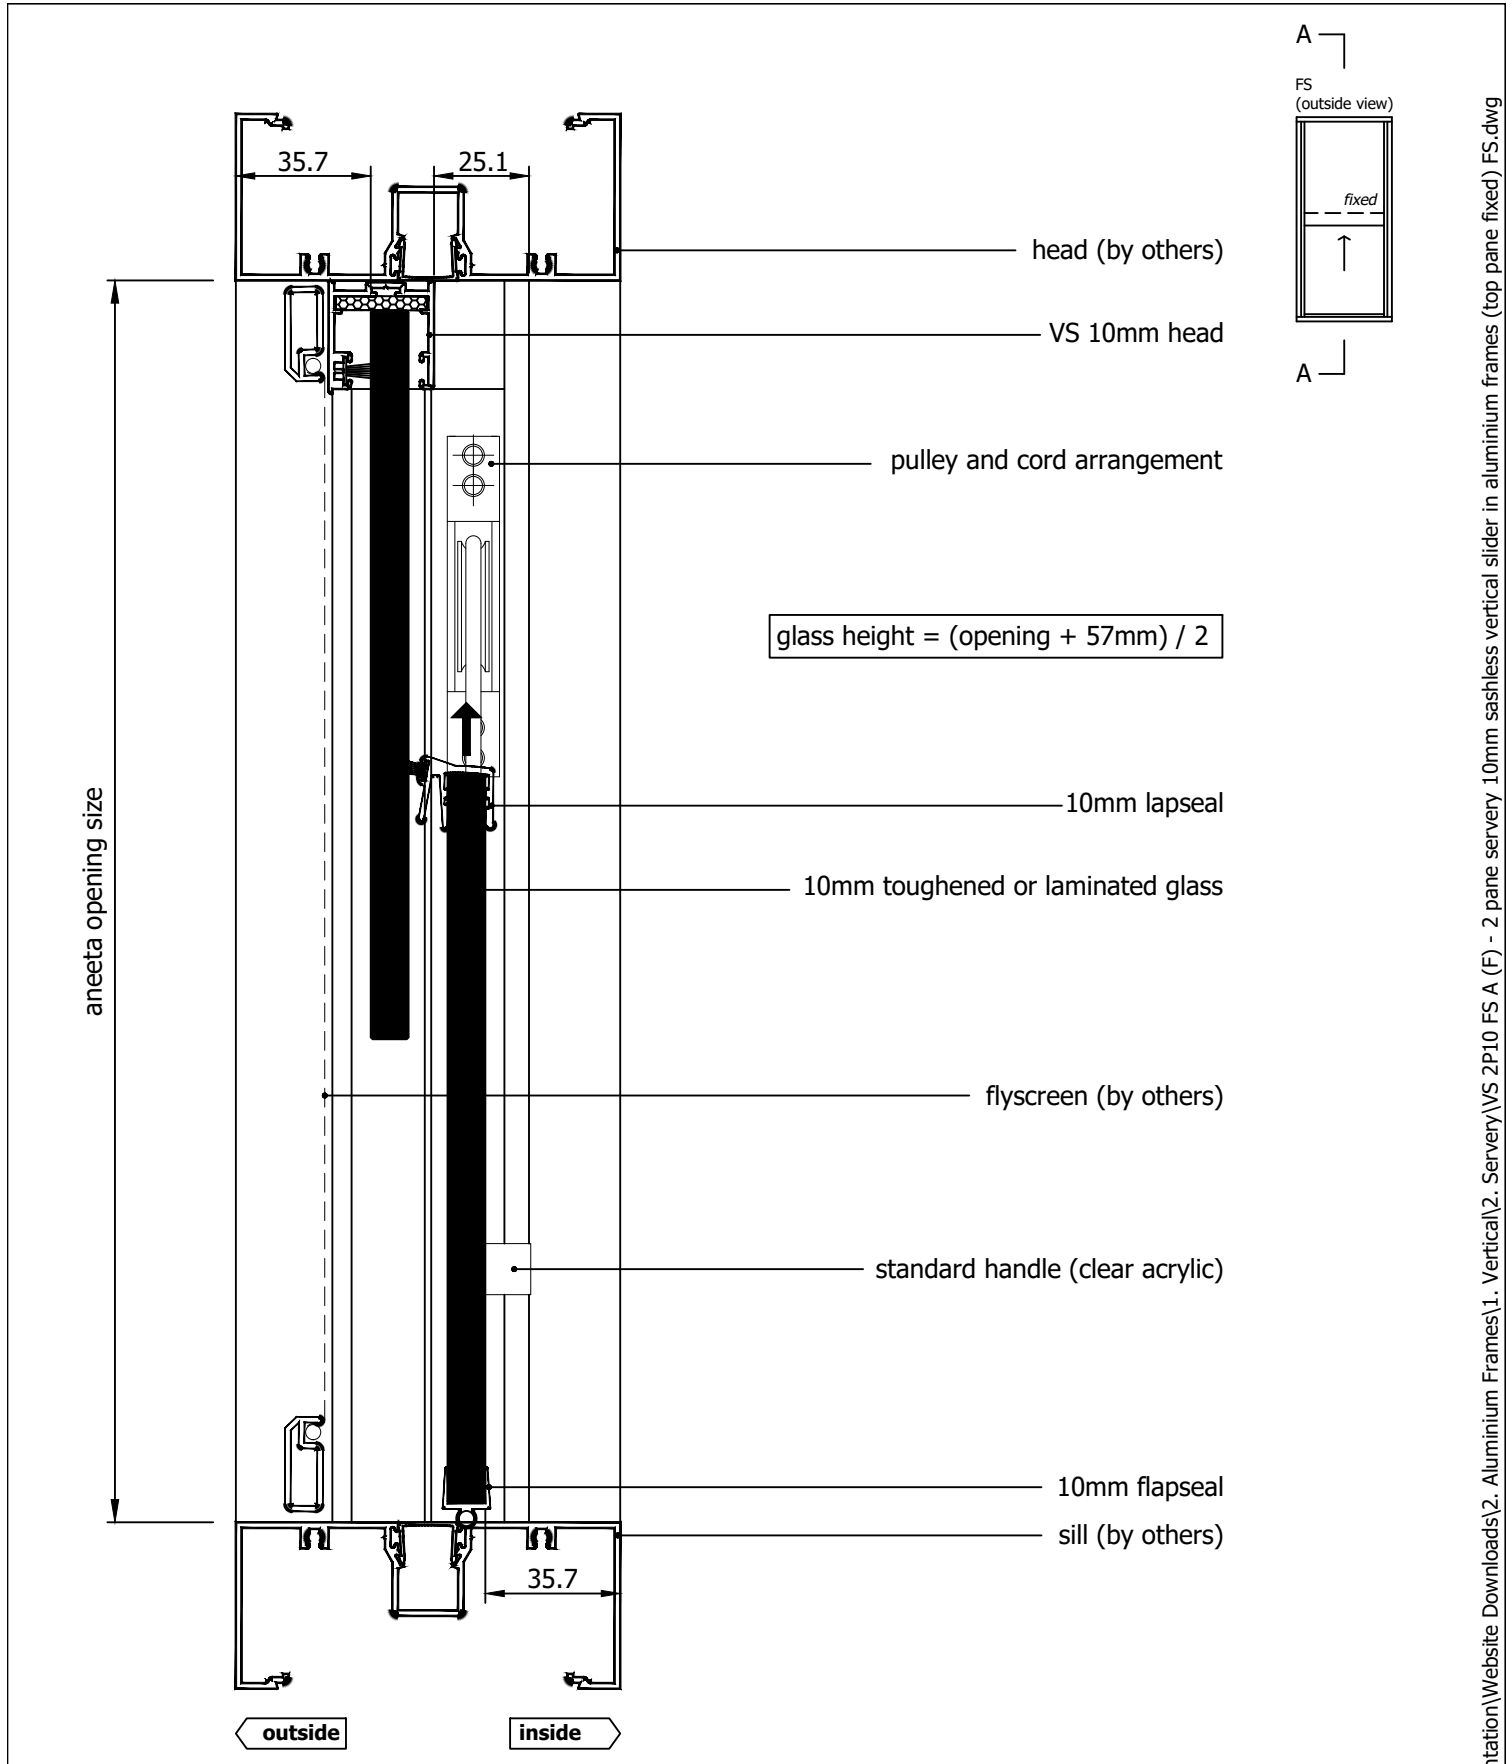 A
FS
(outside view)
fixed
A
35.7
25.1
head (by others)
VS 10mm head
pulley and cord arrangement
glass height = (opening + 57mm) / 2
10mm lapseal
10mm toughened or laminated glass
aneeta opening size
flyscreen (by others)
standard handle (clear acrylic)
10mm flapseal
sill (by others)
35.7
outside
inside
ntation\Website Downloads\2. Aluminium Frames\1. Vertical\2. Servery\VS 2P10 FS A (F) - 2 pane servery 10mm sashless vertical slider in aluminium frames (top pane fixed) FS.dwg